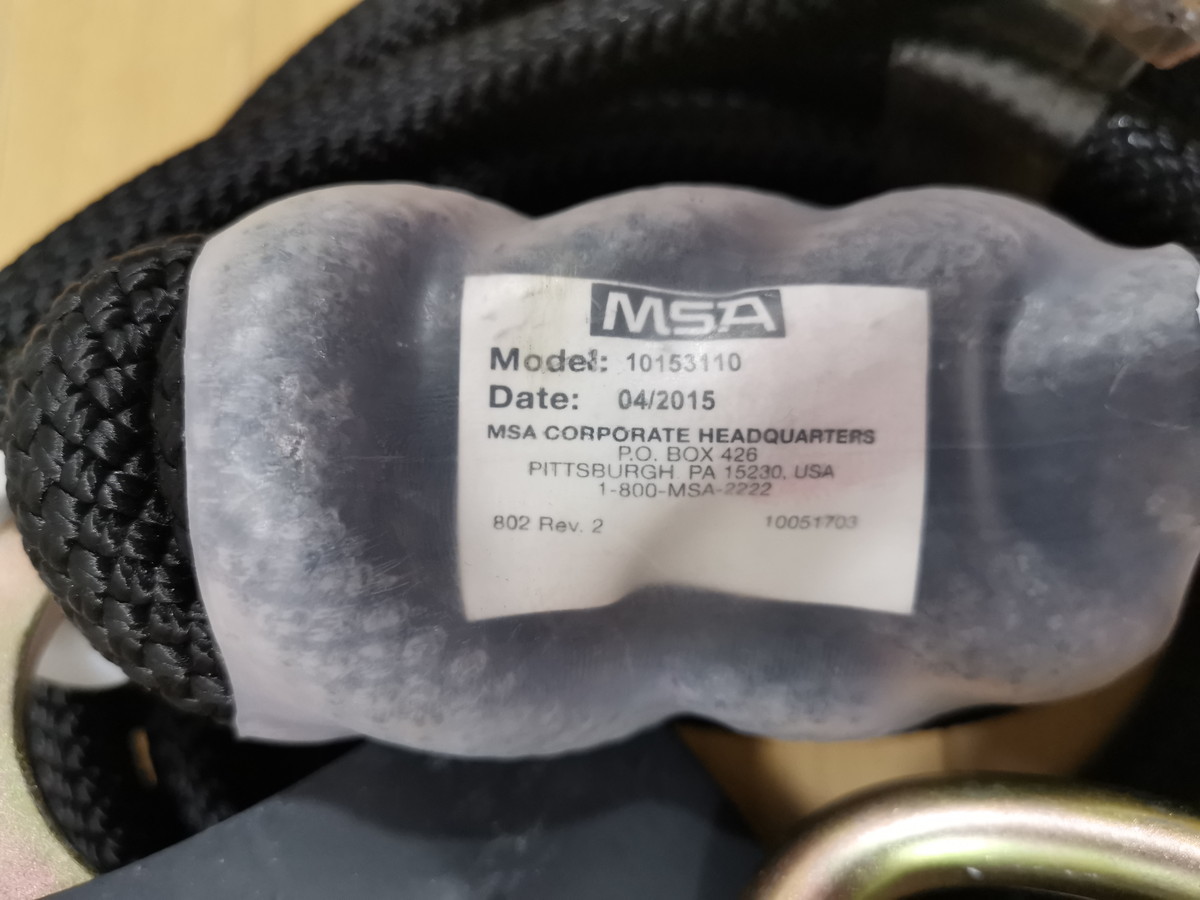 MSA
Model: 10153110
Date: 04/2015
MSA CORPORATE HEADQUARTERS
P.O. BOX 426
PITTSBURGH PA 15230, USA
1-800-MSA-2222
802 Rev. 2 10051703